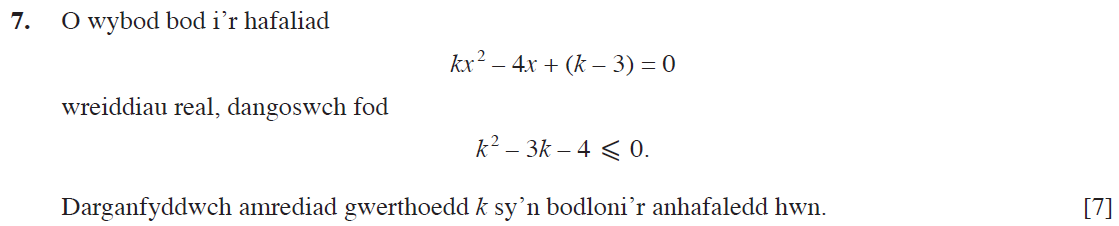 7. O wybod bod i'r hafaliad
kx² – 4x + (k – 3) = 0
wreiddiau real, dangoswch fod
k² – 3k – 4 ⩽ 0.
Darganfyddwch amrediad gwerthoedd k sy'n bodloni'r anhafaledd hwn. [7]